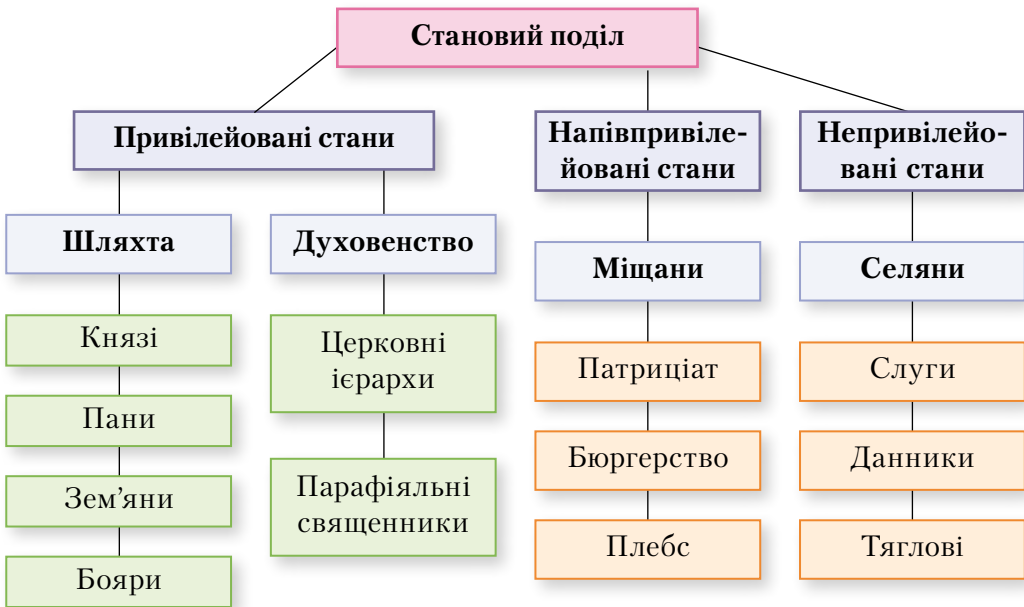 Становий поділ
Привілейовані стани
Шляхта
Князі
Пани
Зем’яни
Бояри
Духовенство
Церковні
ієрархи
Парафіяльні
священники
Напівпривіле-
йовані стани
Міщани
Патриціат
Бюргерство
Плебс
Непривілейо-
вані стани
Селяни
Слуги
Данники
Тяглові